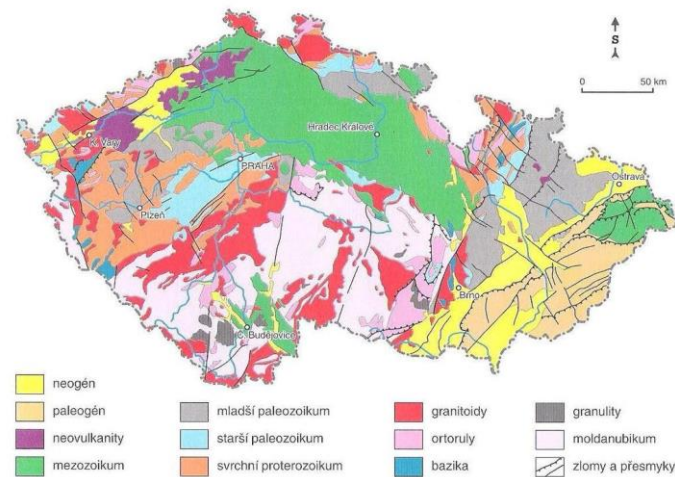 S
0 50 km
K. Vary
PRAHA
Hradec Králové
Plzeň
Ostrava
Brno
Č. Budějovice
neogén
paleogén
neovulkanity
mezozoikum
mladší paleozoikum
starší paleozoikum
svrchní proterozoikum
granitoidy
ortoruly
bazika
granulity
moldanubikum
zlomy a přesmyky